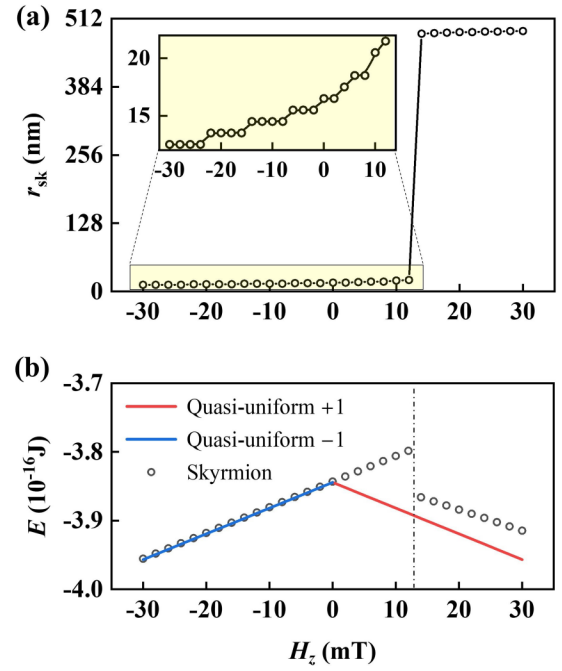 (a)
512
384
256
128
0
r_sk (nm)
20
15
-30 -20 -10 0 10
-30 -20 -10 0 10 20 30
(b)
-3.7
-3.8
-3.9
-4.0
E (10^-16 J)
Quasi-uniform +1
Quasi-uniform −1
Skyrmion
-30 -20 -10 0 10 20 30
H_z (mT)